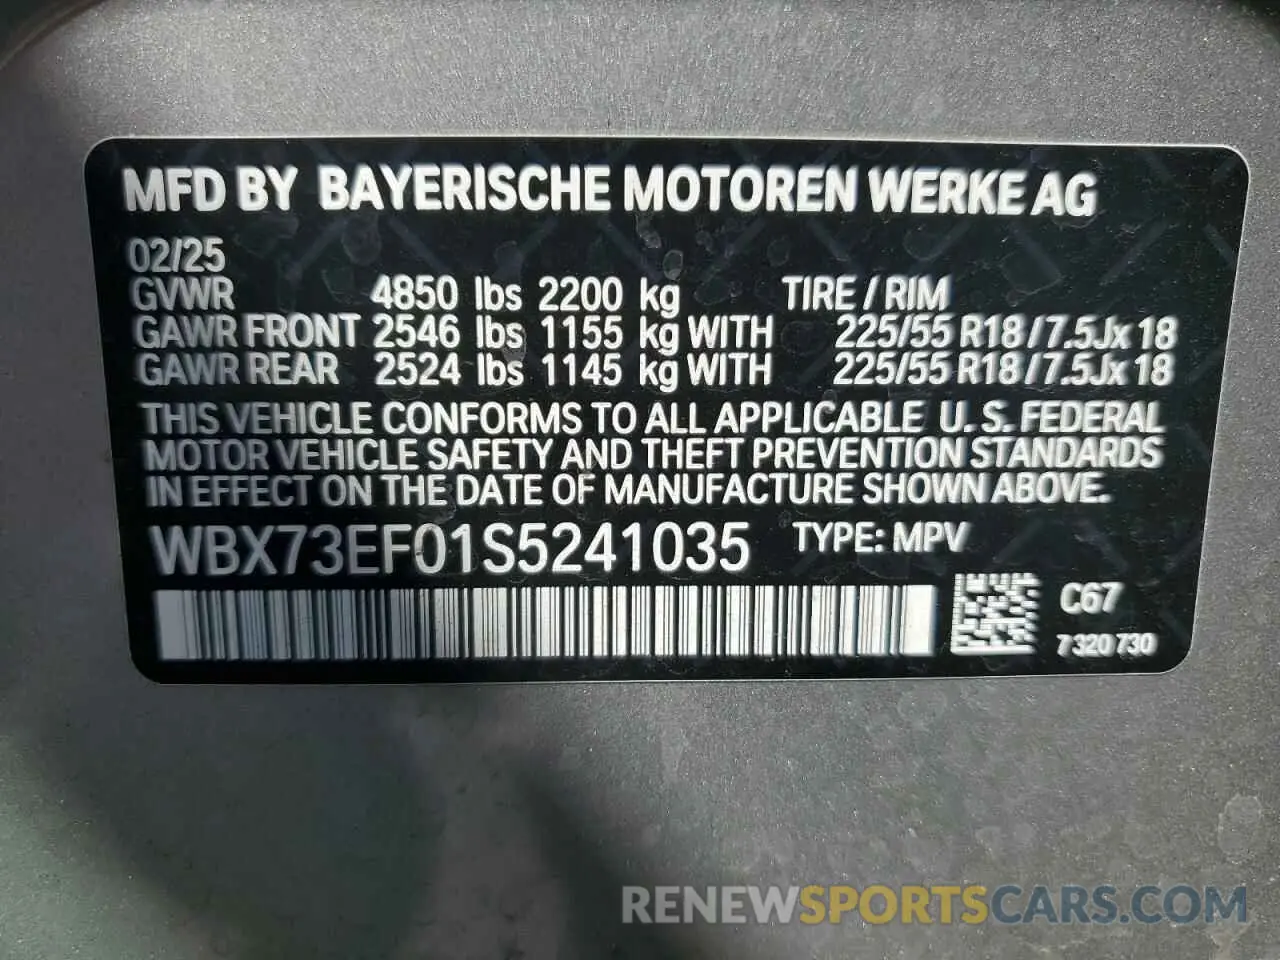 MFD BY BAYERISCHE MOTOREN WERKE AG
02/25
GVWR 4850 lbs 2200 kg TIRE / RIM
GAWR FRONT 2546 lbs 1155 kg WITH 225/55 R18 / 7.5Jx18
GAWR REAR 2524 lbs 1145 kg WITH 225/55 R18 / 7.5Jx18
THIS VEHICLE CONFORMS TO ALL APPLICABLE U. S. FEDERAL
MOTOR VEHICLE SAFETY AND THEFT PREVENTION STANDARDS
IN EFFECT ON THE DATE OF MANUFACTURE SHOWN ABOVE.
WBX73EF01S5241035 TYPE: MPV
C67
7 320 730
RENEWSPORTSCARS.COM